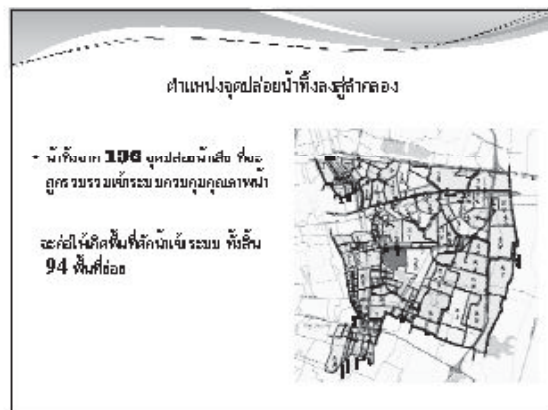 ตำแหน่งจุดปล่อยน้ำทิ้งลงสู่ลำคลอง
• น้ำทิ้งจาก 136 จุดปล่อยน้ำเสีย ที่
ถูกรวบรวมเข้าระบบควบคุมคุณภาพน้ำ
จะก่อให้เกิดพื้นที่ดักน้ำเข้าระบบ ทั้งสิ้น
94 พื้นที่ย่อย